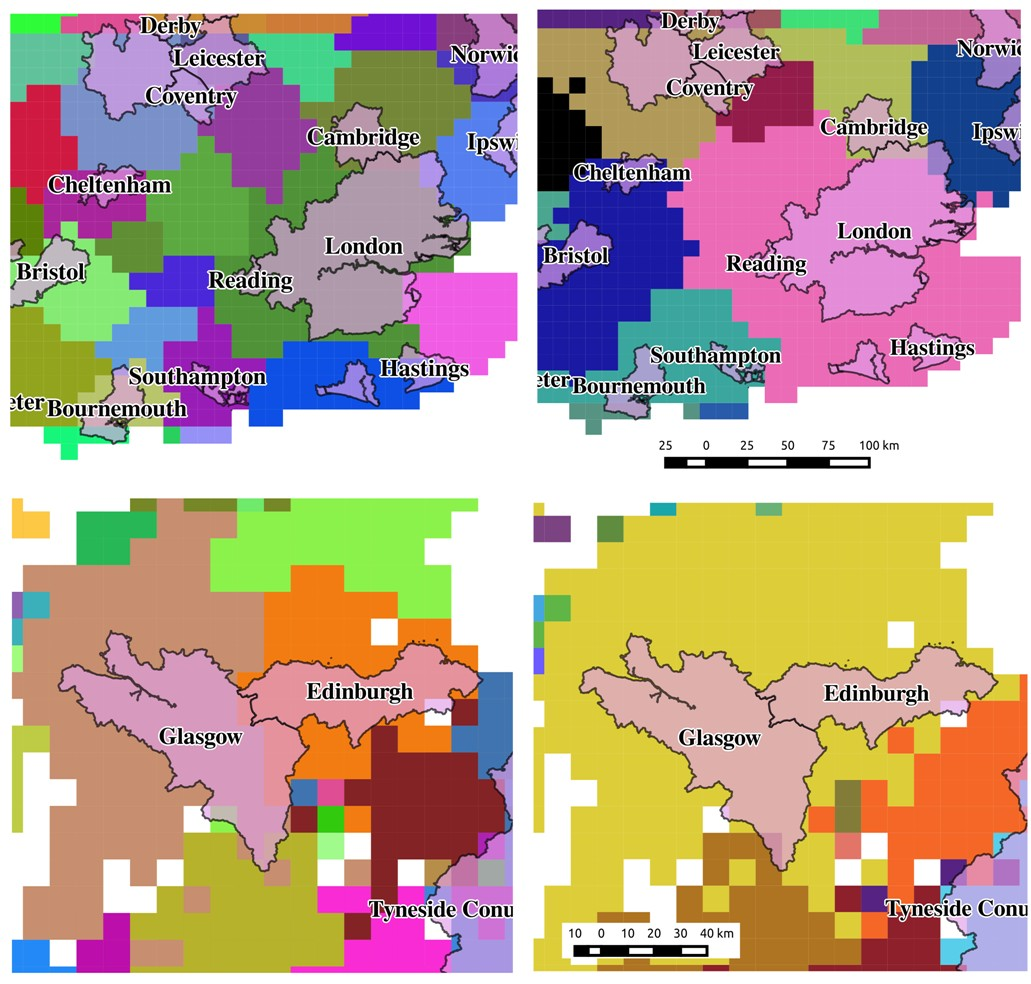 Derby
Leicester
Norwi
Coventry
Cambridge
Ipswi
Cheltenham
London
Bristol
Reading
Hastings
Southampton
eter Bournemouth
Derby
Leicester
Norwic
Coventry
Cambridge
Ipswi
Cheltenham
London
Bristol
Reading
Hastings
Southampton
eter Bournemouth
25 0 25 50 75 100 km
Edinburgh
Glasgow
Tyneside Conu
Edinburgh
Glasgow
Tyneside Conu
10 0 10 20 30 40 km